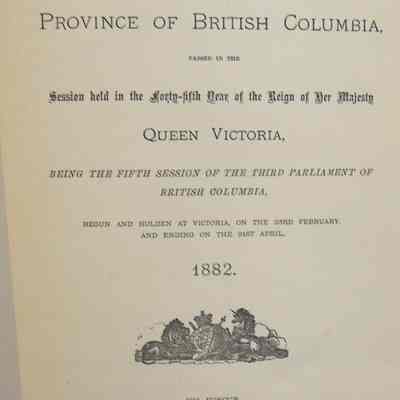 PROVINCE OF BRITISH COLUMBIA,
PASSED IN THE
Session held in the Forty-fifth Year of the Reign of Her Majesty
QUEEN VICTORIA,
BEING THE FIFTH SESSION OF THE THIRD PARLIAMENT OF
BRITISH COLUMBIA,
BEGUN AND HOLDEN AT VICTORIA, ON THE 23RD FEBRUARY,
AND ENDING ON THE 21ST APRIL,
1882.
HIS HONOUR